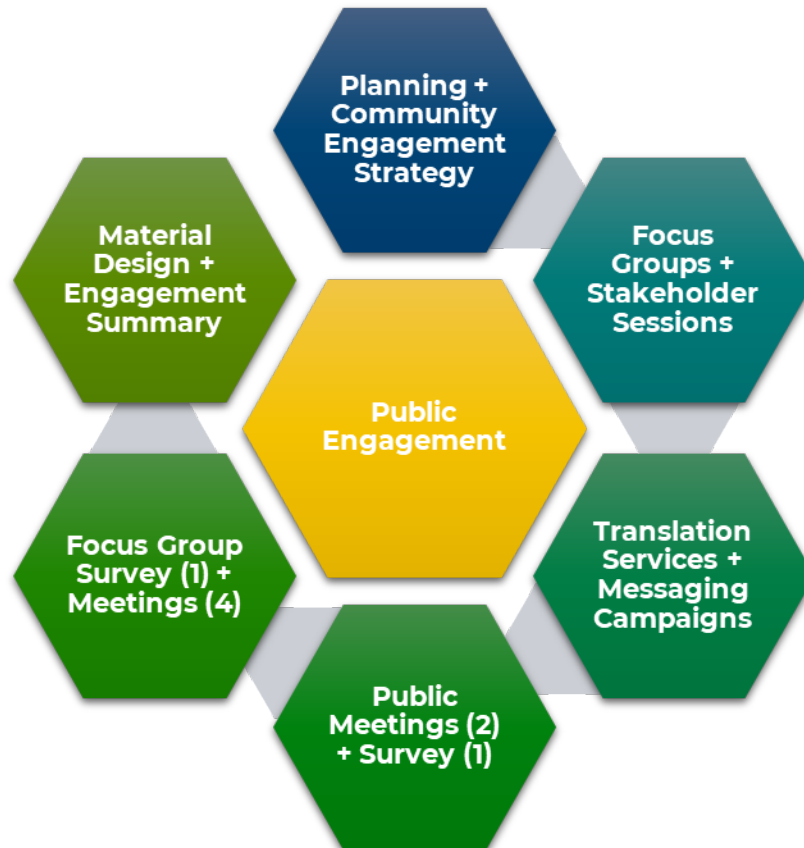 Planning +
Community
Engagement
Strategy
Focus
Groups +
Stakeholder
Sessions
Translation
Services +
Messaging
Campaigns
Public
Meetings (2)
+ Survey (1)
Focus Group
Survey (1) +
Meetings (4)
Material
Design +
Engagement
Summary
Public
Engagement